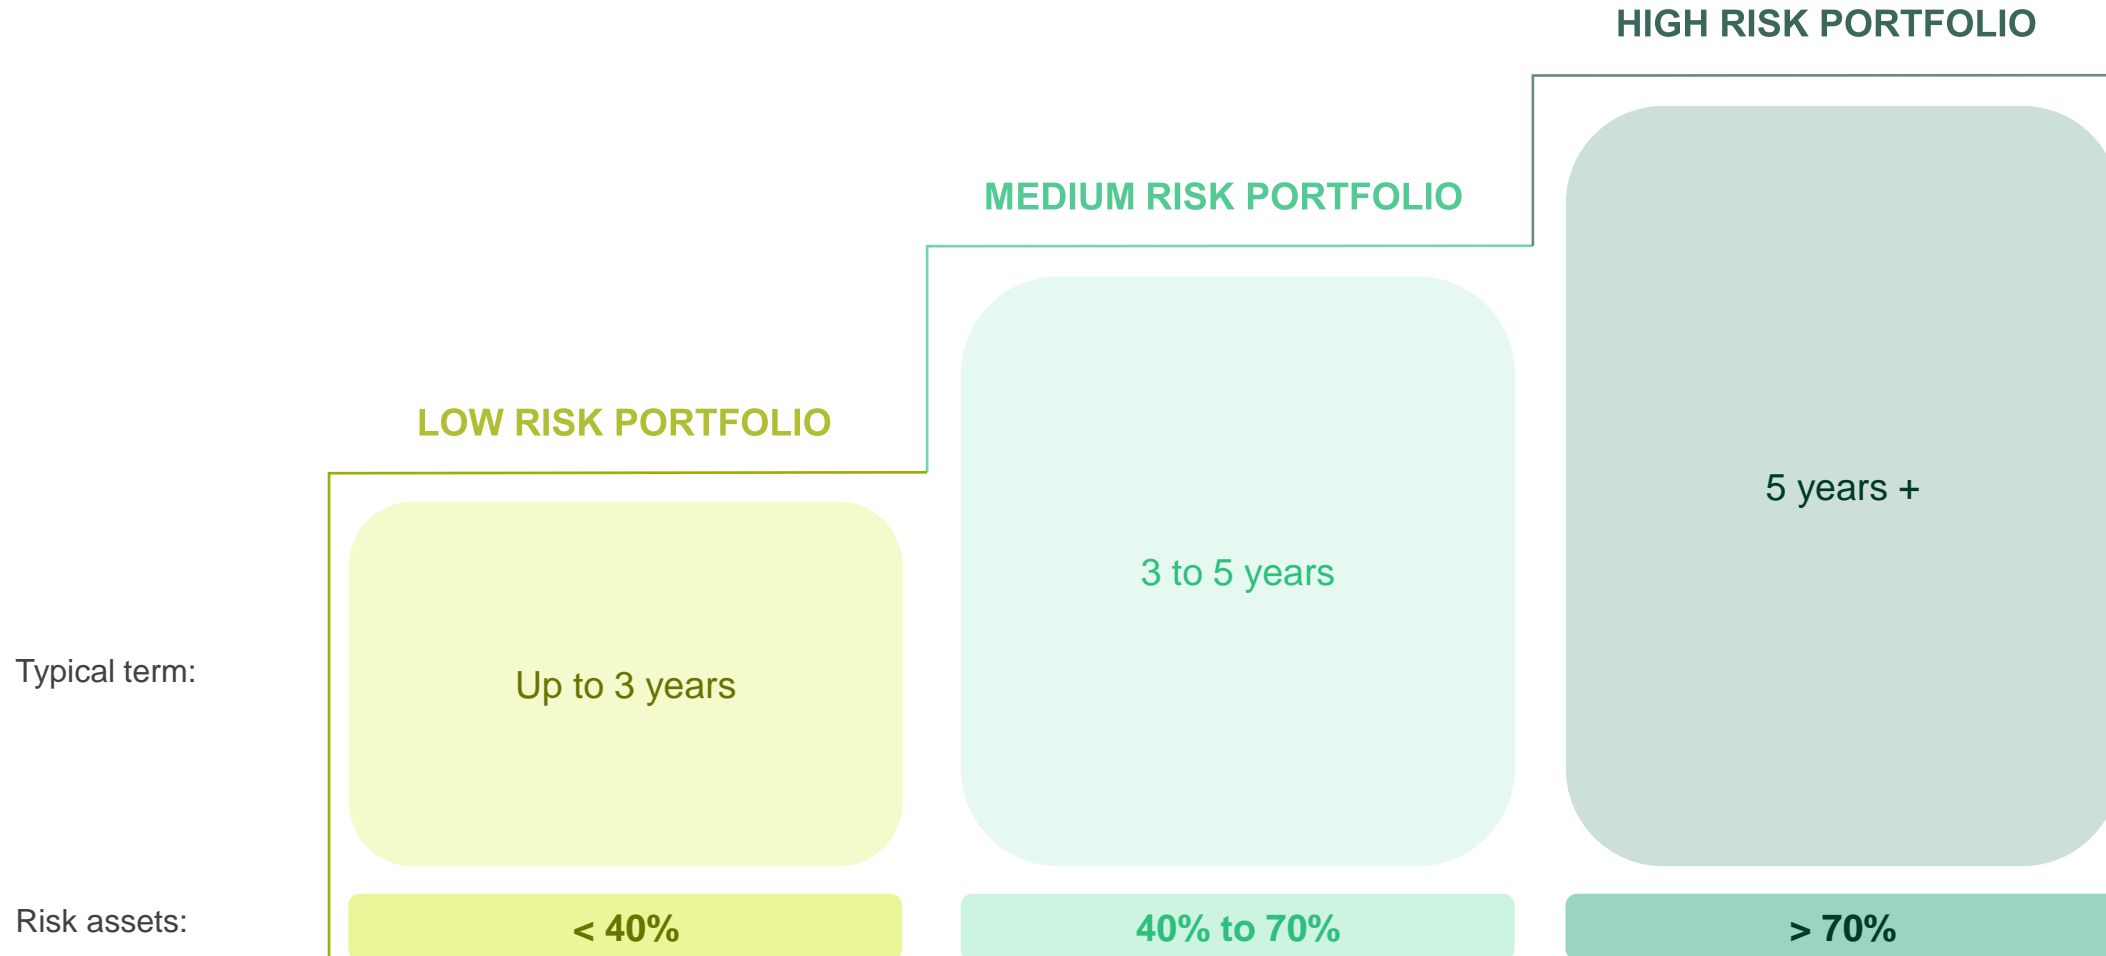 HIGH RISK PORTFOLIO
MEDIUM RISK PORTFOLIO
LOW RISK PORTFOLIO
5 years +
3 to 5 years
Typical term:
Up to 3 years
Risk assets:
< 40%
40% to 70%
> 70%